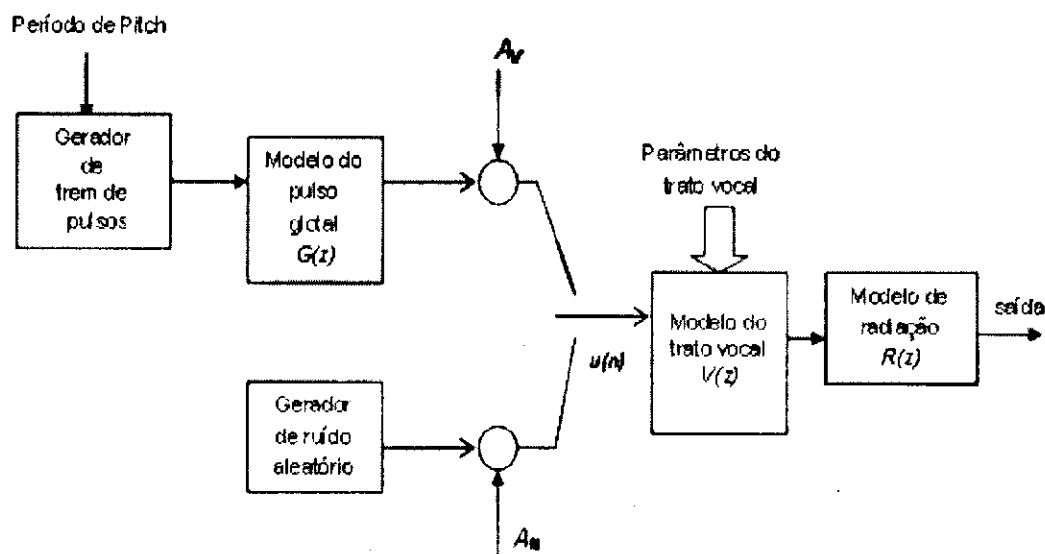 Período de Pitch
Gerador
de
trem de
pulsos
Modelo do
pulso
glotal
G(z)
Av
Parâmetros do
trato vocal
u(n)
Modelo do
trato vocal
V(z)
Modelo de
radiação
R(z)
saída
Gerador
de ruído
aleatório
AN